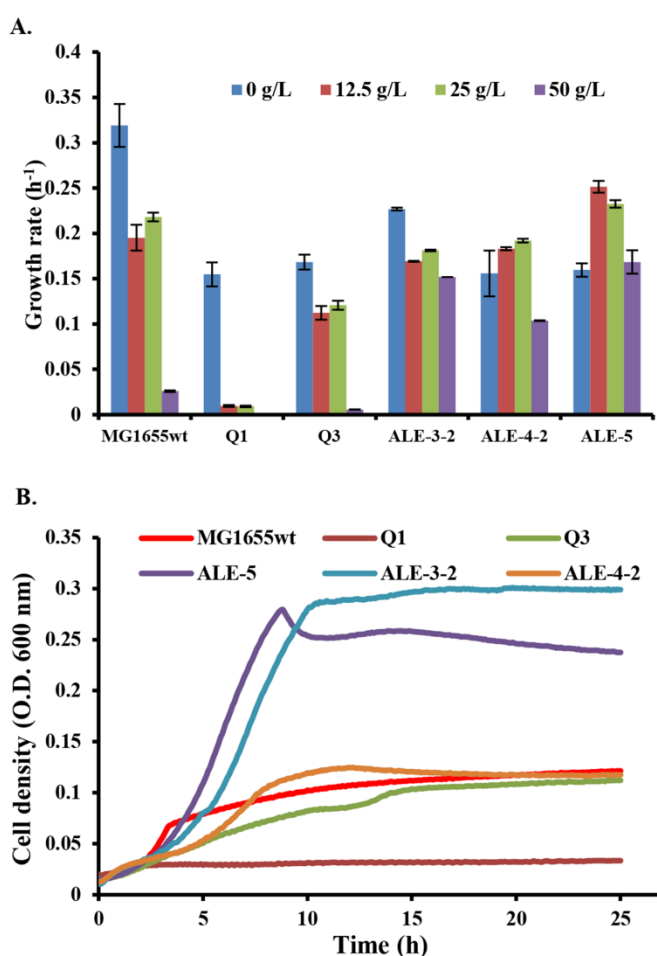 A.
0.4
0.35
0.3
0.25
0.2
0.15
0.1
0.05
0
Growth rate (h-1)
0 g/L 12.5 g/L 25 g/L 50 g/L
MG1655wt Q1 Q3 ALE-3-2 ALE-4-2 ALE-5
B.
0.35
0.3
0.25
0.2
0.15
0.1
0.05
0
Cell density (O.D. 600 nm)
MG1655wt Q1 Q3
ALE-5 ALE-3-2 ALE-4-2
0 5 10 15 20 25
Time (h)